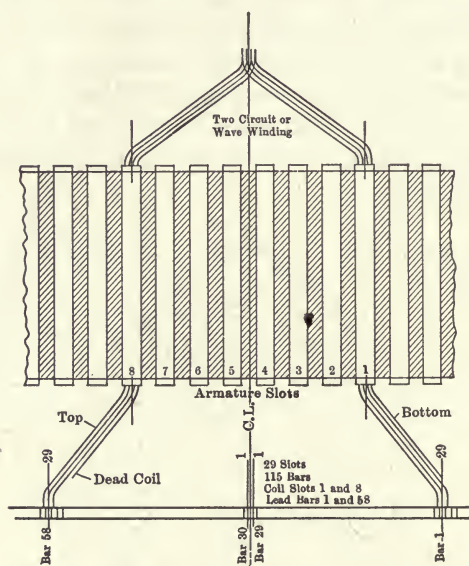 Two Circuit or
Wave Winding
8 7 6 5 4 3 2 1
Armature Slots
C.L.
Top
Bottom
29
Dead Coil
1 1
29 Slots
115 Bars
Coil Slots 1 and 8
Lead Bars 1 and 58
29
Bar 58
Bar 30
Bar 29
Bar 1